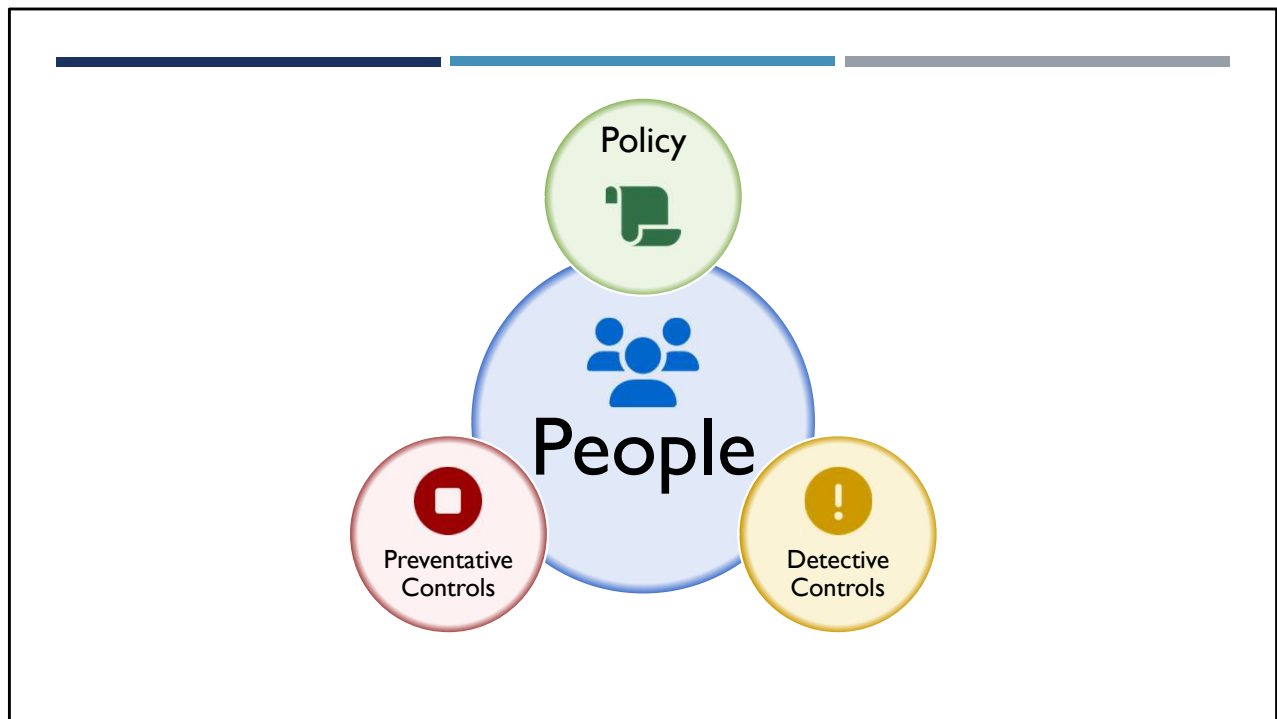 Policy
People
Preventative
Controls
Detective
Controls